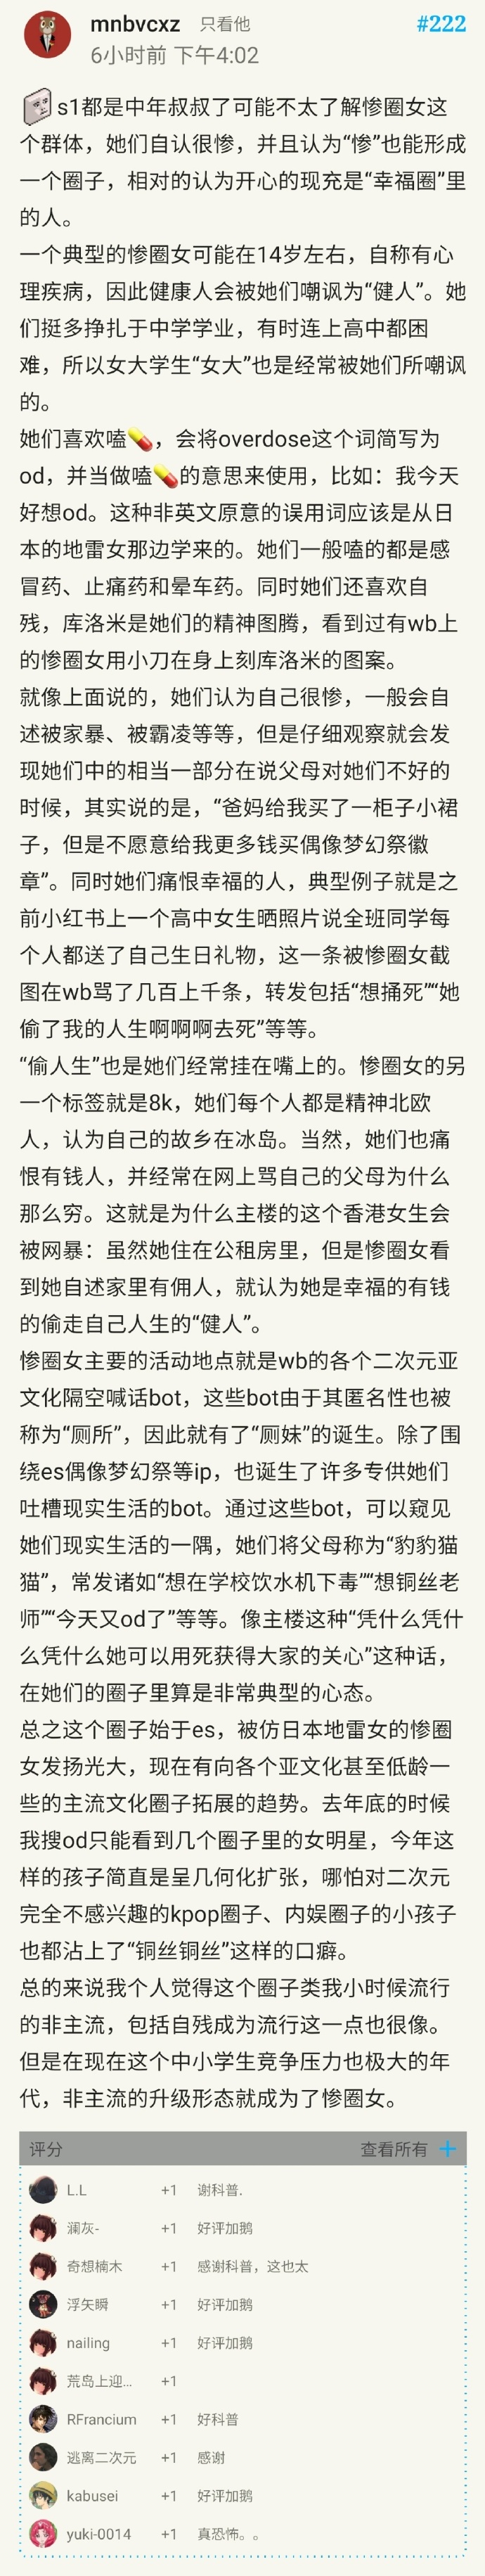 mnbvcxz 只看他 #222
6小时前 下午4:02
s1都是中年叔叔了可能不太了解惨圈女这
个群体，她们自认很惨，并且认为“惨”也能形成
一个圈子，相对的认为开心的现充是“幸福圈”里
的人。
一个典型的惨圈女可能在14岁左右，自称有心
理疾病，因此健康人会被她们嘲讽为“健人”。她
们挺多挣扎于中学学业，有时连上高中都困
难，所以女大学生“女大”也是经常被她们所嘲讽
的。
她们喜欢嗑💊，会将overdose这个词简写为
od，并当做嗑💊的意思来使用，比如：我今天
好想od。这种非英文原意的误用词应该是从日
本的地雷女那边学来的。她们一般嗑的都是感
冒药、止痛药和晕车药。同时她们还喜欢自
残，库洛米是她们的精神图腾，看到过有wb上
的惨圈女用小刀在身上刻库洛米的图案。
就像上面说的，她们认为自己很惨，一般会自
述被家暴、被霸凌等等，但是仔细观察就会发
现她们中的相当一部分在说父母对她们不好的
时候，其实说的是，“爸妈给我买了一柜子小裙
子，但是不愿意给我更多钱买偶像梦幻祭徽
章”。同时她们痛恨幸福的人，典型例子就是之
前小红书上一个高中女生晒照片说全班同学每
个人都送了自己生日礼物，这一条被惨圈女截
图在wb骂了几百上千条，转发包括“想捅死”“她
偷了我的人生啊啊啊去死”等等。
“偷人生”也是她们经常挂在嘴上的。惨圈女的另
一个标签就是8k，她们每个人都是精神北欧
人，认为自己的故乡在冰岛。当然，她们也痛
恨有钱人，并经常在网上骂自己的父母为什么
那么穷。这就是为什么主楼的这个香港女生会
被网暴：虽然她住在公租房里，但是惨圈女看
到她自述家里有佣人，就认为她是幸福的有钱
的偷走自己人生的“健人”。
惨圈女主要的活动地点就是wb的各个二次元亚
文化隔空喊话bot，这些bot由于其匿名性也被
称为“厕所”，因此就有了“厕妹”的诞生。除了围
绕es偶像梦幻祭等ip，也诞生了许多专供她们
吐槽现实生活的bot。通过这些bot，可以窥见
她们现实生活的一隅，她们将父母称为“豹豹猫
猫”，常发诸如“想在学校饮水机下毒”“想铜丝老
师”“今天又od了”等等。像主楼这种“凭什么凭什
么凭什么她可以用死获得大家的关心”这种话，
在她们的圈子里算是非常典型的心态。
总之这个圈子始于es，被仿日本地雷女的惨圈
女发扬光大，现在有向各个亚文化甚至低龄一
些的主流文化圈子拓展的趋势。去年底的时候
我搜od只能看到几个圈子里的女明星，今年这
样的孩子简直是呈几何化扩张，哪怕对二次元
完全不感兴趣的kpop圈子、内娱圈子的小孩子
也都沾上了“铜丝铜丝”这样的口癖。
总的来说我个人觉得这个圈子类我小时候流行
的非主流，包括自残成为流行这一点也很像。
但是在现在这个中小学生竞争压力也极大的年
代，非主流的升级形态就成为了惨圈女。
评分 查看所有 +
L.L +1 谢科普.
澜灰- +1 好评加鹅
奇想楠木 +1 感谢科普，这也太
浮矢瞬 +1 好评加鹅
nailing +1 好评加鹅
荒岛上迎... +1
RFrancium +1 好科普
逃离二次元 +1 感谢
kabusei +1 好评加鹅
yuki-0014 +1 真恐怖。。